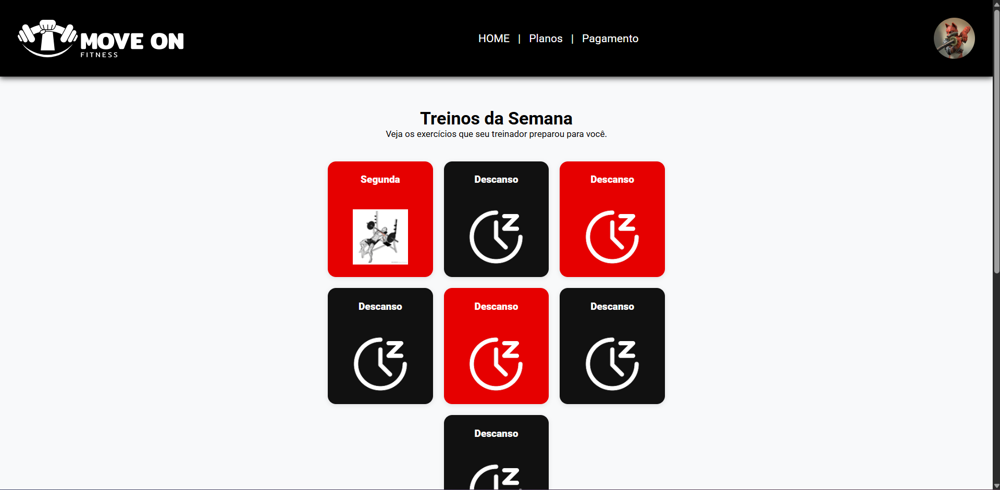 MOVE ON
FITNESS
HOME | Planos | Pagamento
Treinos da Semana
Veja os exercícios que seu treinador preparou para você.
Segunda
Descanso
Descanso
Descanso
Descanso
Descanso
Descanso